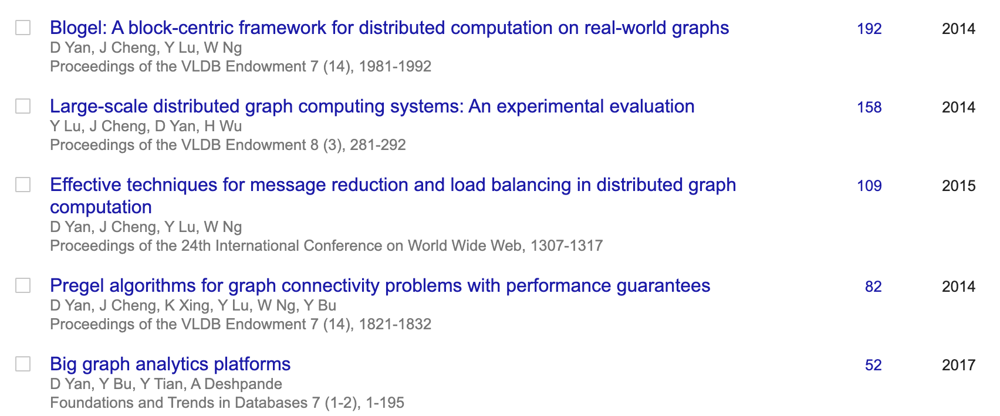 Blogel: A block-centric framework for distributed computation on real-world graphs 192 2014
D Yan, J Cheng, Y Lu, W Ng
Proceedings of the VLDB Endowment 7 (14), 1981-1992
Large-scale distributed graph computing systems: An experimental evaluation 158 2014
Y Lu, J Cheng, D Yan, H Wu
Proceedings of the VLDB Endowment 8 (3), 281-292
Effective techniques for message reduction and load balancing in distributed graph 109 2015
computation
D Yan, J Cheng, Y Lu, W Ng
Proceedings of the 24th International Conference on World Wide Web, 1307-1317
Pregel algorithms for graph connectivity problems with performance guarantees 82 2014
D Yan, J Cheng, K Xing, Y Lu, W Ng, Y Bu
Proceedings of the VLDB Endowment 7 (14), 1821-1832
Big graph analytics platforms 52 2017
D Yan, Y Bu, Y Tian, A Deshpande
Foundations and Trends in Databases 7 (1-2), 1-195